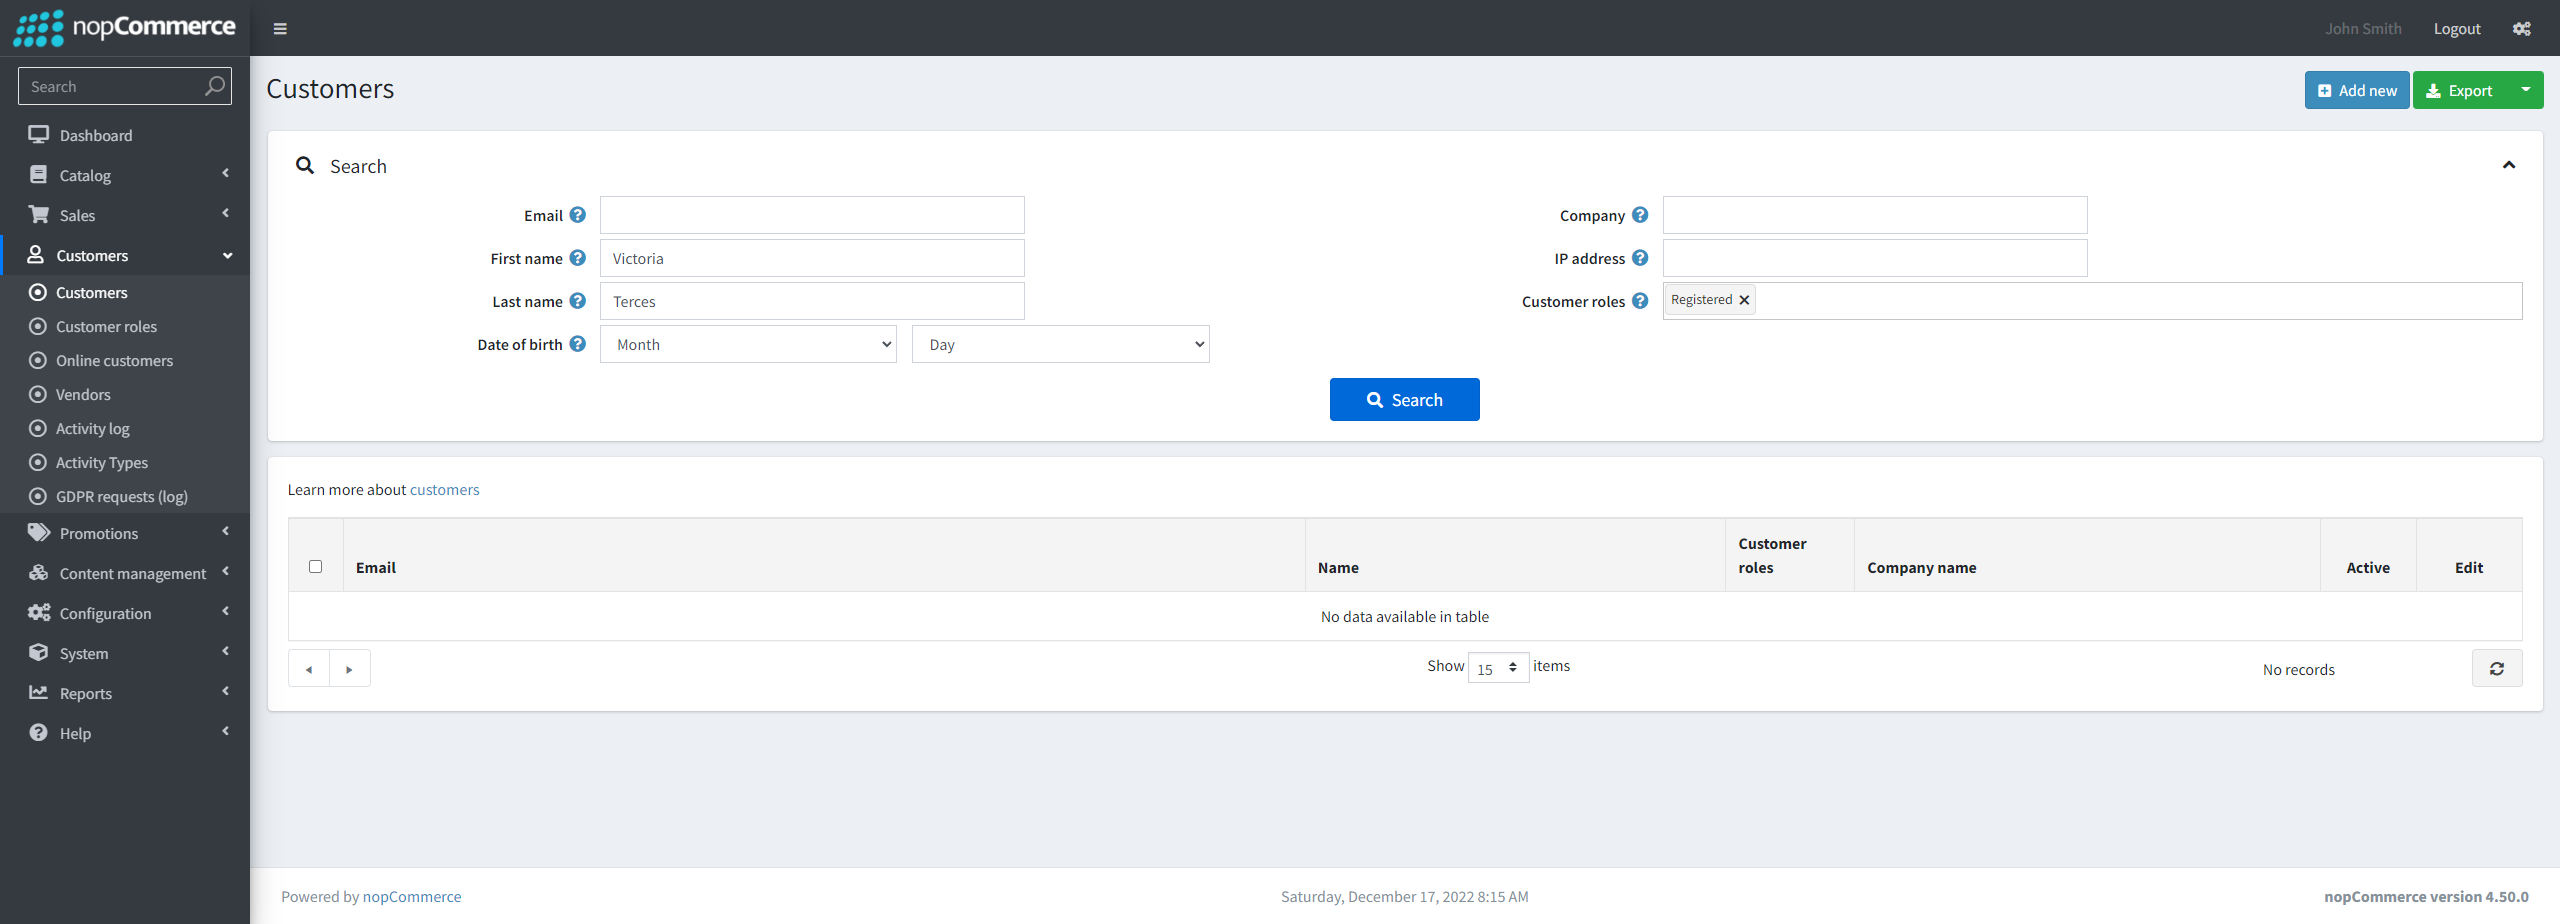 nopCommerce
John Smith
Logout
Search
Dashboard
Catalog
Sales
Customers
Customers
Customer roles
Online customers
Vendors
Activity log
Activity Types
GDPR requests (log)
Promotions
Content management
Configuration
System
Reports
Help
Customers
Add new
Export
Search
Email
First name Victoria
Last name Terces
Date of birth Month Day
Company
IP address
Customer roles Registered
Search
Learn more about customers
Email Name Customer roles Company name Active Edit
No data available in table
Show 15 items
No records
Powered by nopCommerce
Saturday, December 17, 2022 8:15 AM
nopCommerce version 4.50.0